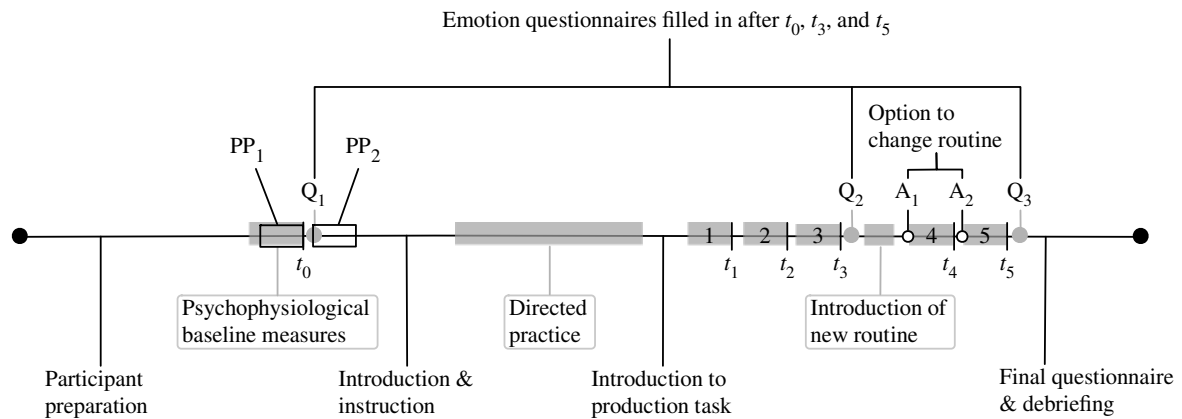 Emotion questionnaires filled in after t0, t3, and t5
Option to
change routine
PP1
PP2
Q1
Q2
A1
A2
Q3
1
2
3
4
5
t0
t1
t2
t3
t4
t5
Psychophysiological
baseline measures
Directed
practice
Introduction of
new routine
Participant
preparation
Introduction &
instruction
Introduction to
production task
Final questionnaire
& debriefing